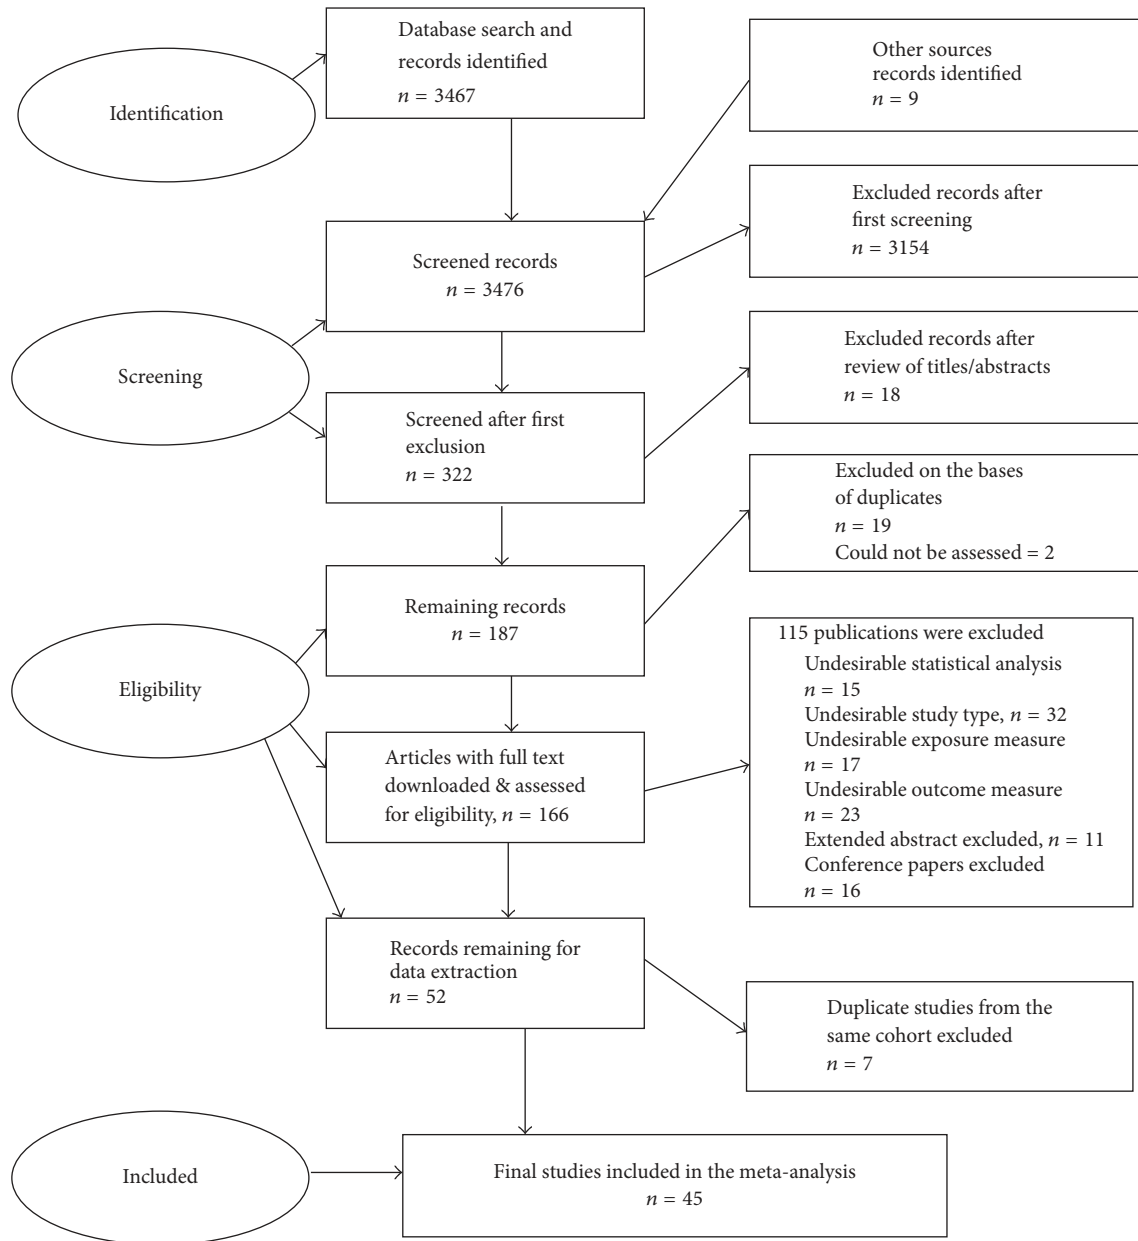 Database search and
records identified
n = 3467
Other sources
records identified
n = 9
Identification
Excluded records after
first screening
n = 3154
Screened records
n = 3476
Excluded records after
review of titles/abstracts
n = 18
Screening
Screened after first
exclusion
n = 322
Excluded on the bases
of duplicates
n = 19
Could not be assessed = 2
Remaining records
n = 187
115 publications were excluded
Undesirable statistical analysis
n = 15
Undesirable study type, n = 32
Undesirable exposure measure
n = 17
Undesirable outcome measure
n = 23
Extended abstract excluded, n = 11
Conference papers excluded
n = 16
Eligibility
Articles with full text
downloaded & assessed
for eligibility, n = 166
Records remaining for
data extraction
n = 52
Duplicate studies from the
same cohort excluded
n = 7
Included
Final studies included in the meta-analysis
n = 45